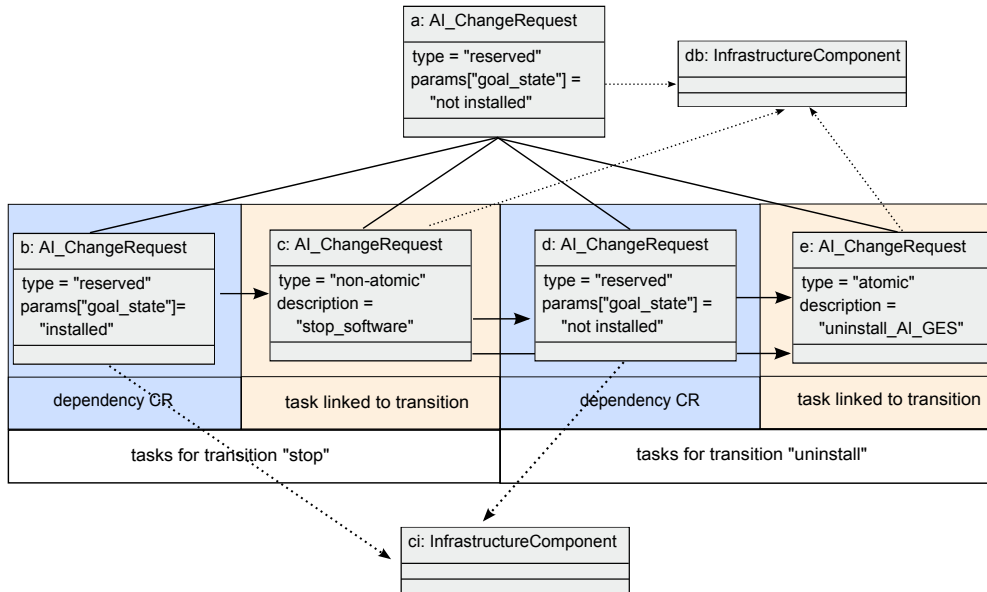 a: AI_ChangeRequest
type = "reserved"
params["goal_state"] =
"not installed"
db: InfrastructureComponent
b: AI_ChangeRequest
type = "reserved"
params["goal_state"]=
"installed"
c: AI_ChangeRequest
type = "non-atomic"
description =
"stop_software"
d: AI_ChangeRequest
type = "reserved"
params["goal_state"] =
"not installed"
e: AI_ChangeRequest
type = "atomic"
description =
"uninstall_AI_GES"
dependency CR
task linked to transition
dependency CR
task linked to transition
tasks for transition "stop"
tasks for transition "uninstall"
ci: InfrastructureComponent